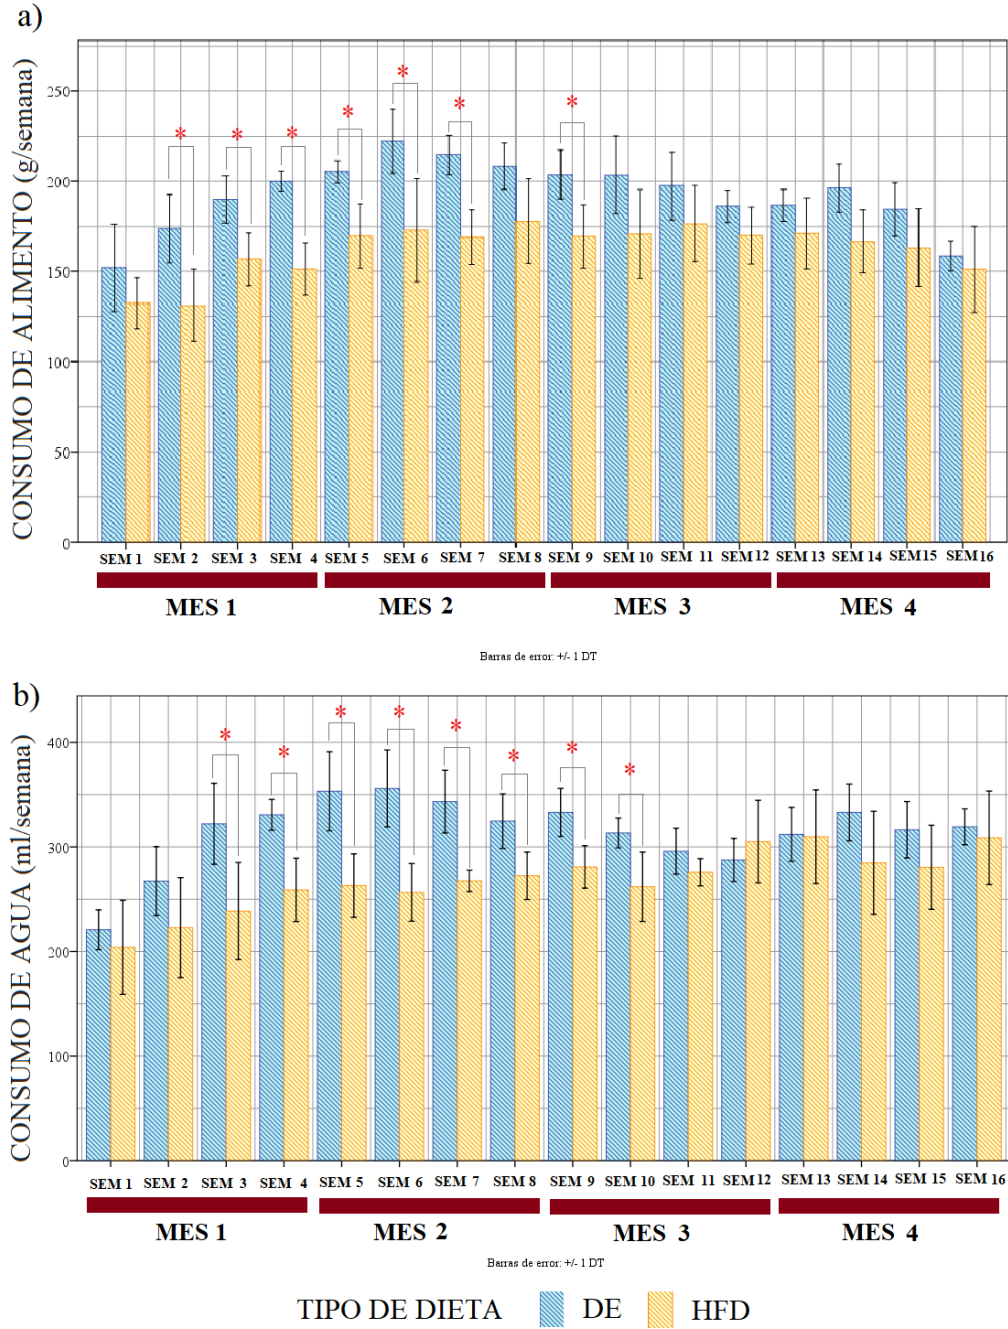 a)
CONSUMO DE ALIMENTO (g/semana)
250
200
150
100
50
0
* * * * * * * *
SEM 1 SEM 2 SEM 3 SEM 4 SEM 5 SEM 6 SEM 7 SEM 8 SEM 9 SEM 10 SEM 11 SEM 12 SEM 13 SEM 14 SEM15 SEM16
MES 1 MES 2 MES 3 MES 4
Barras de error: +/- 1 DT
b)
CONSUMO DE AGUA (ml/semana)
400
300
200
100
0
* * * * * * * *
SEM 1 SEM 2 SEM 3 SEM 4 SEM 5 SEM 6 SEM 7 SEM 8 SEM 9 SEM 10 SEM 11 SEM 12 SEM 13 SEM 14 SEM 15 SEM 16
MES 1 MES 2 MES 3 MES 4
Barras de error: +/- 1 DT
TIPO DE DIETA DE HFD